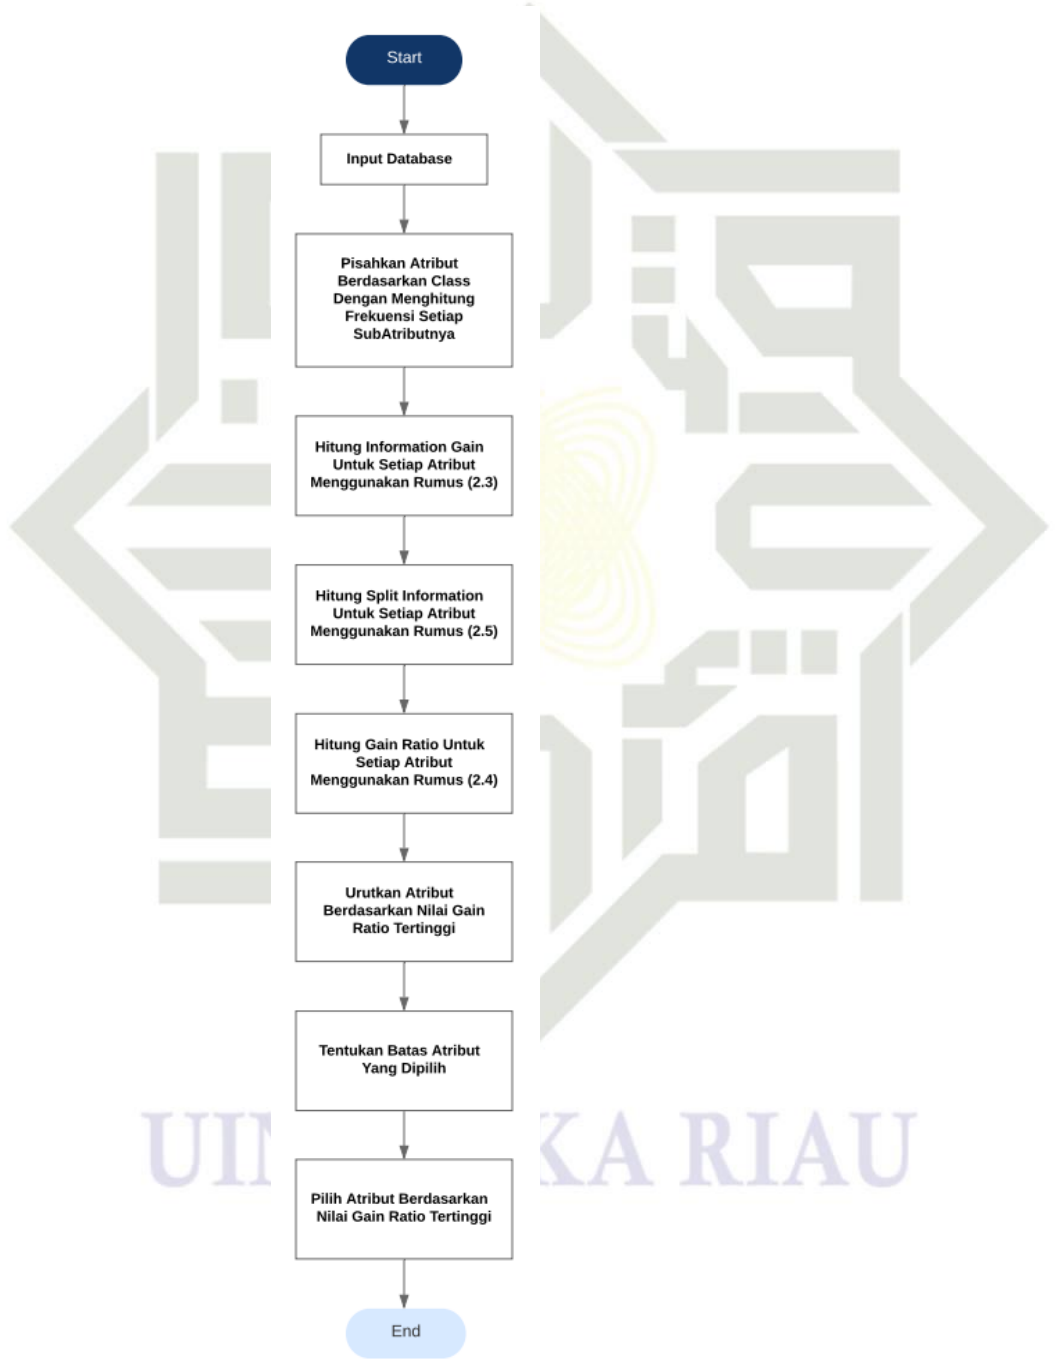 Start
Input Database
Pisahkan Atribut
Berdasarkan Class
Dengan Menghitung
Frekuensi Setiap
SubAtributnya
Hitung Information Gain
Untuk Setiap Atribut
Menggunakan Rumus (2.3)
Hitung Split Information
Untuk Setiap Atribut
Menggunakan Rumus (2.5)
Hitung Gain Ratio Untuk
Setiap Atribut
Menggunakan Rumus (2.4)
Urutkan Atribut
Berdasarkan Nilai Gain
Ratio Tertinggi
Tentukan Batas Atribut
Yang Dipilih
UIN KA RIAU
Pilih Atribut Berdasarkan
Nilai Gain Ratio Tertinggi
End